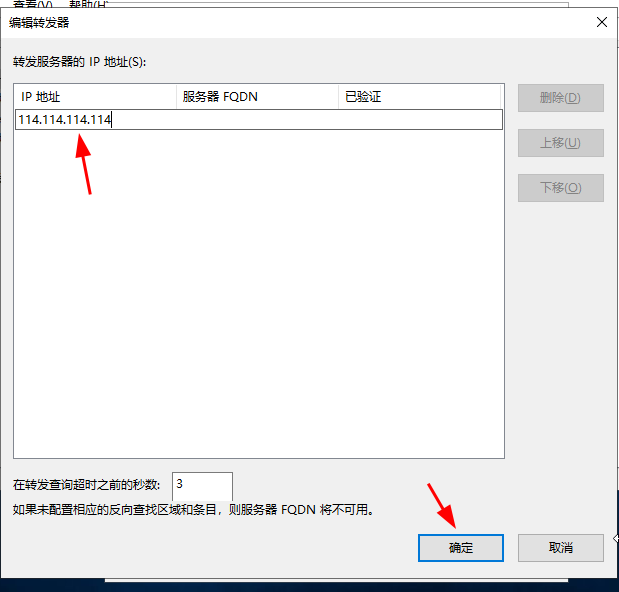 查看(V) 帮助(H)
编辑转发器
转发服务器的 IP 地址(S):
IP 地址 服务器 FQDN 已验证
删除(D)
114.114.114.114
上移(U)
下移(O)
在转发查询超时之前的秒数: 3
如果未配置相应的反向查找区域和条目，则服务器 FQDN 将不可用。
确定 取消